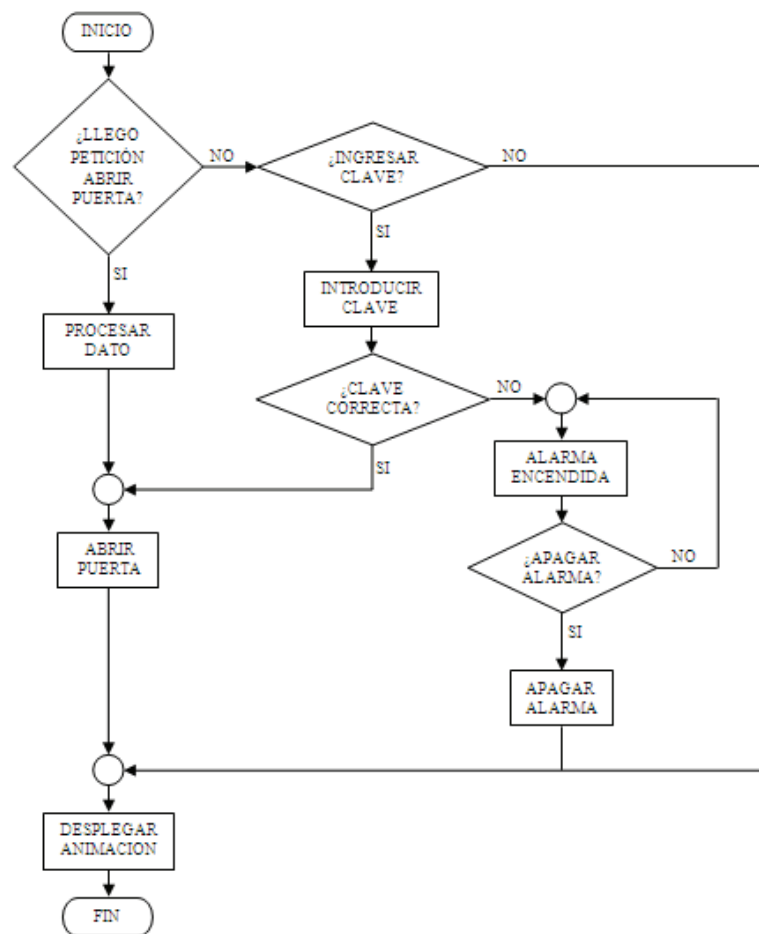 INICIO
¿LLEGO
PETICIÓN
ABRIR
PUERTA?
NO
¿INGRESAR
CLAVE?
NO
SI
SI
INTRODUCIR
CLAVE
PROCESAR
DATO
¿CLAVE
CORRECTA?
NO
SI
ALARMA
ENCENDIDA
ABRIR
PUERTA
¿APAGAR
ALARMA?
NO
SI
APAGAR
ALARMA
DESPLEGAR
ANIMACION
FIN